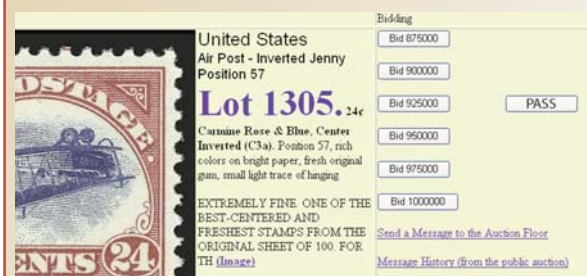 POSTAGE
ENTS 24
United States
Air Post - Inverted Jenny
Position 57
Lot 1305. 24c
Carmine Rose & Blue, Center
Inverted (C3a). Position 57, rich
colors on bright paper, fresh original
gum, small light trace of hinging
EXTREMELY FINE. ONE OF THE
BEST-CENTERED AND
FRESHEST STAMPS FROM THE
ORIGINAL SHEET OF 100. FOR
TH (Image)
Bidding
Bid 875000
Bid 900000
Bid 925000
PASS
Bid 950000
Bid 975000
Bid 1000000
Send a Message to the Auction Floor
Message History (from the public auction)